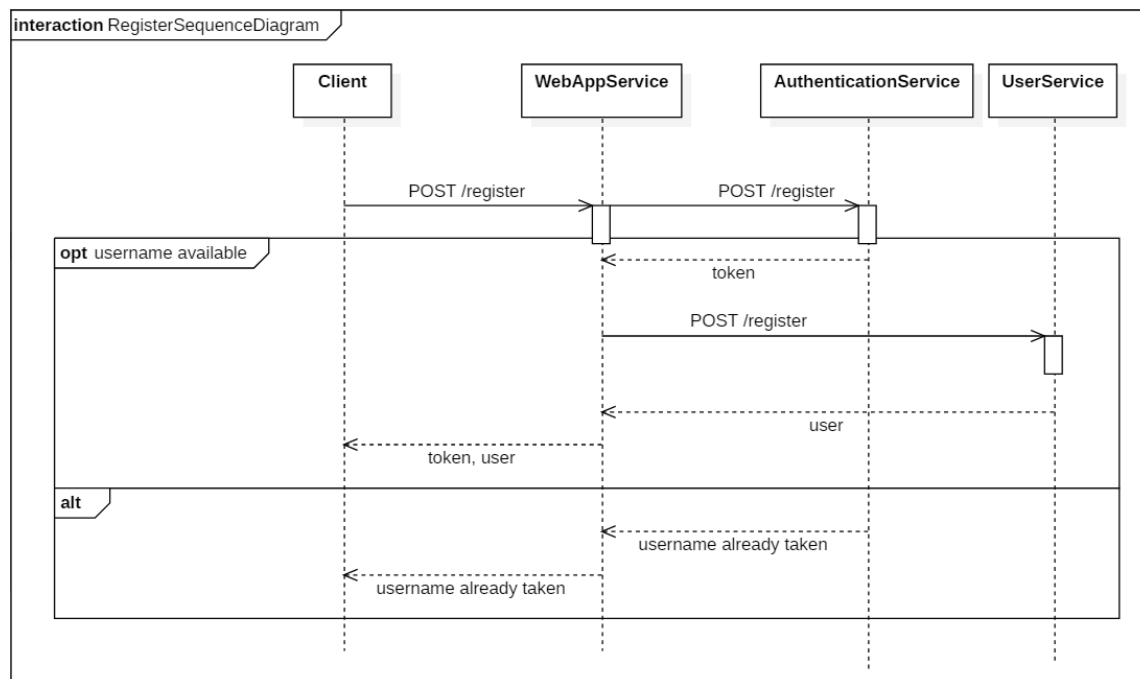 interaction RegisterSequenceDiagram
Client
WebAppService
AuthenticationService
UserService
POST /register
POST /register
opt username available
token
POST /register
user
token, user
alt
username already taken
username already taken